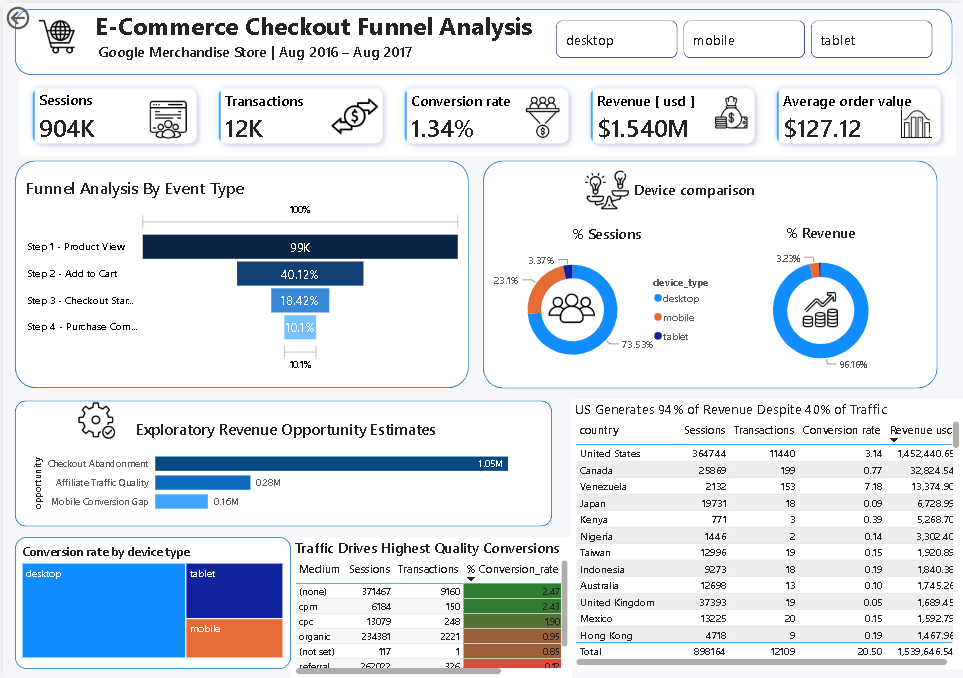 E-Commerce Checkout Funnel Analysis
Google Merchandise Store | Aug 2016 – Aug 2017
desktop
mobile
tablet
Sessions
904K
Transactions
12K
Conversion rate
1.34%
Revenue [ usd ]
$1.540M
Average order value
$127.12
Funnel Analysis By Event Type
100%
Step 1 - Product View
99K
Step 2 - Add to Cart
40.12%
Step 3 - Checkout Star...
18.42%
Step 4 - Purchase Com...
10.1%
10.1%
Device comparison
% Sessions
3.37%
23.1%
73.53%
device_type
desktop
mobile
tablet
% Revenue
3.23%
96.16%
Exploratory Revenue Opportunity Estimates
opportunity
Checkout Abandonment
1.05M
Affiliate Traffic Quality
0.28M
Mobile Conversion Gap
0.16M
Conversion rate by device type
desktop
tablet
mobile
Traffic Drives Highest Quality Conversions
Medium Sessions Transactions % Conversion_rate
(none) 371467 9160 2.47
cpm 6184 150 2.43
cpc 13079 248 1.90
organic 234381 2221 0.95
(not set) 117 1 0.85
referral 262022 326 0.12
US Generates 94% of Revenue Despite 40% of Traffic
country Sessions Transactions Conversion rate Revenue usd
United States 364744 11440 3.14 1,452,440.65
Canada 25869 199 0.77 32,824.54
Venezuela 2132 153 7.18 13,374.90
Japan 19731 18 0.09 6,728.99
Kenya 771 3 0.39 5,268.70
Nigeria 1446 2 0.14 3,302.40
Taiwan 12996 19 0.15 1,920.89
Indonesia 9273 18 0.19 1,840.38
Australia 12698 13 0.10 1,745.26
United Kingdom 37393 19 0.05 1,689.45
Mexico 13225 20 0.15 1,592.79
Hong Kong 4718 9 0.19 1,467.96
Total 898164 12109 20.50 1,539,646.54